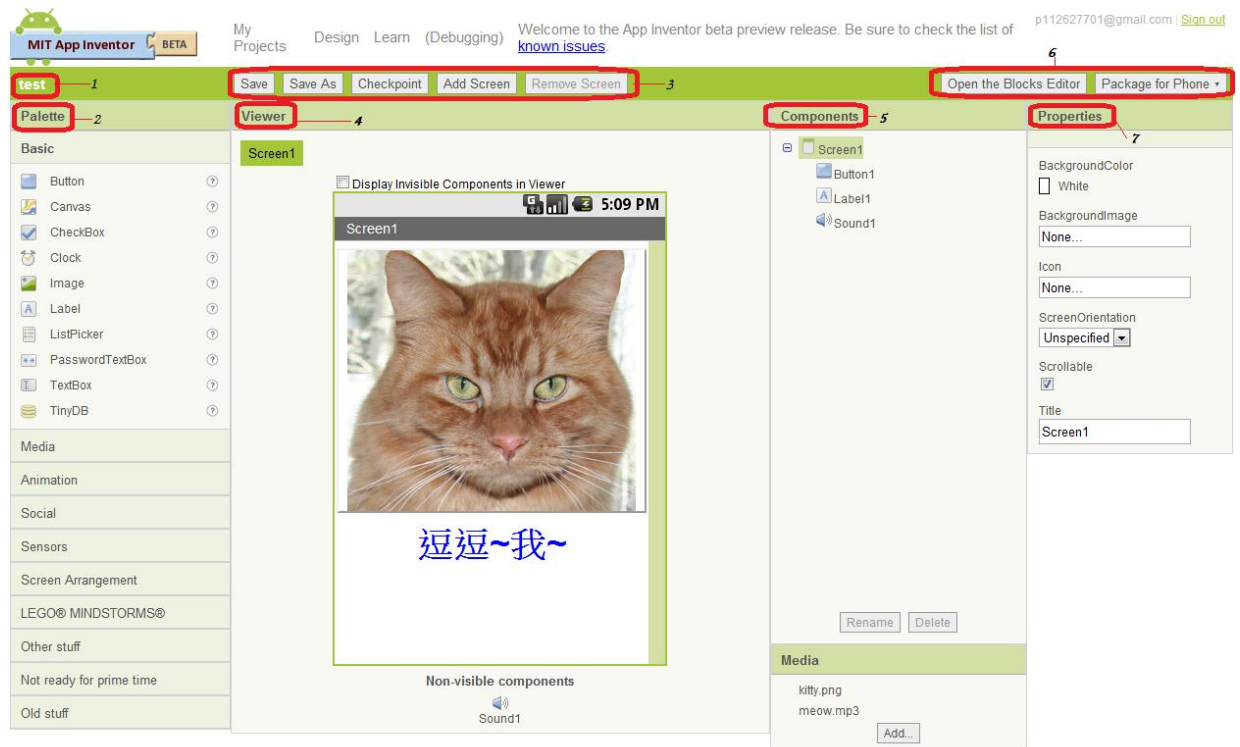 p112627701@gmail.com | Sign out
MIT App Inventor BETA
My Projects
Design
Learn
(Debugging)
Welcome to the App Inventor beta preview release. Be sure to check the list of
known issues.
6
test
1
Save
Save As
Checkpoint
Add Screen
Remove Screen
3
Open the Blocks Editor
Package for Phone
Palette
2
Viewer
4
Components
5
Properties
7
Basic
Button
Canvas
CheckBox
Clock
Image
Label
ListPicker
PasswordTextBox
TextBox
TinyDB
Media
Animation
Social
Sensors
Screen Arrangement
LEGO® MINDSTORMS®
Other stuff
Not ready for prime time
Old stuff
Screen1
Display Invisible Components in Viewer
G 5:09 PM
Screen1
逗逗~我~
Non-visible components
Sound1
Screen1
Button1
Label1
Sound1
Rename
Delete
Media
kitty.png
meow.mp3
Add...
BackgroundColor
White
BackgroundImage
None...
Icon
None...
ScreenOrientation
Unspecified
Scrollable
Title
Screen1